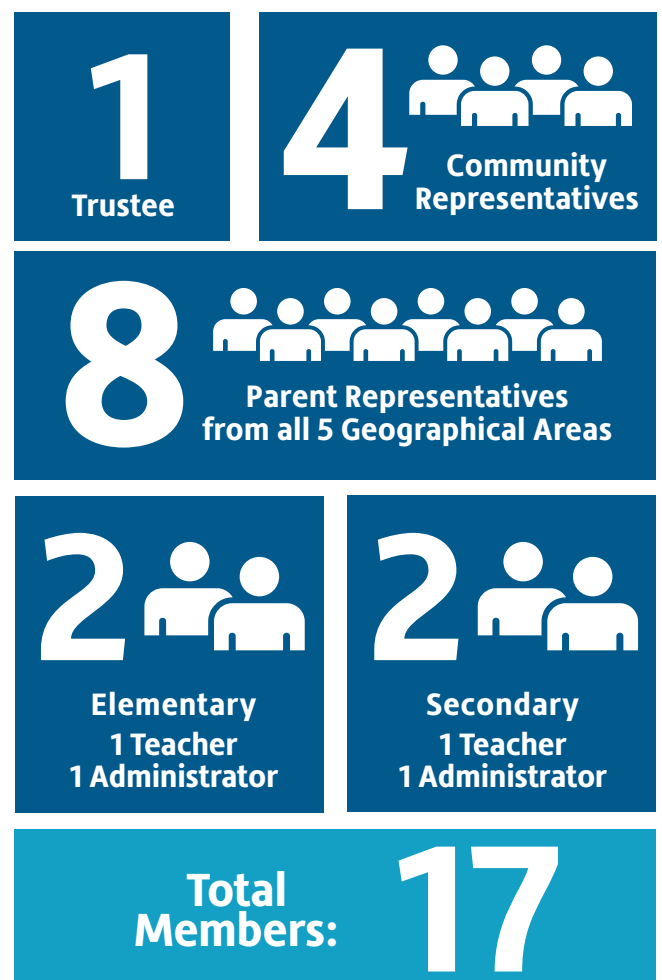 1
Trustee
4
Community
Representatives
8
Parent Representatives
from all 5 Geographical Areas
2
Elementary
1 Teacher
1 Administrator
2
Secondary
1 Teacher
1 Administrator
Total
Members:
17